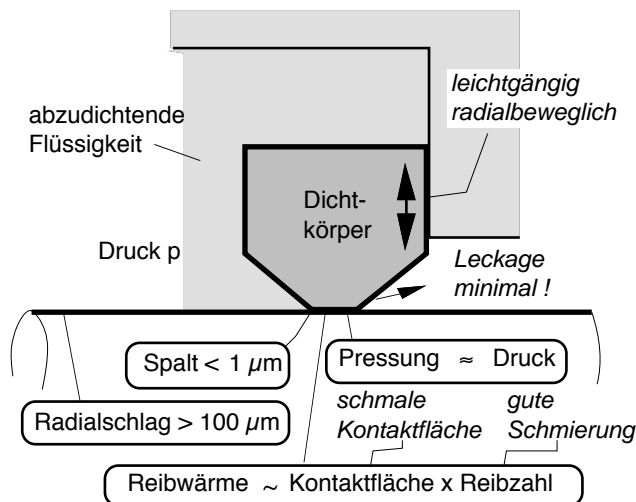 leichtgängig
radialbeweglich
abzudichtende
Flüssigkeit
Dicht-
körper
Druck p
Leckage
minimal !
Spalt < 1 µm
Pressung ≈ Druck
Radialschlag > 100 µm
schmale
Kontaktfläche
gute
Schmierung
Reibwärme ~ Kontaktfläche x Reibzahl